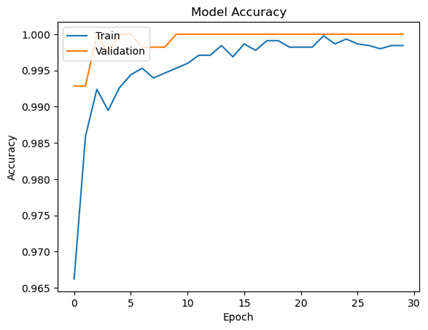 Model Accuracy
Train
Validation
1.000
0.995
0.990
0.985
0.980
0.975
0.970
0.965
Accuracy
0 5 10 15 20 25 30
Epoch